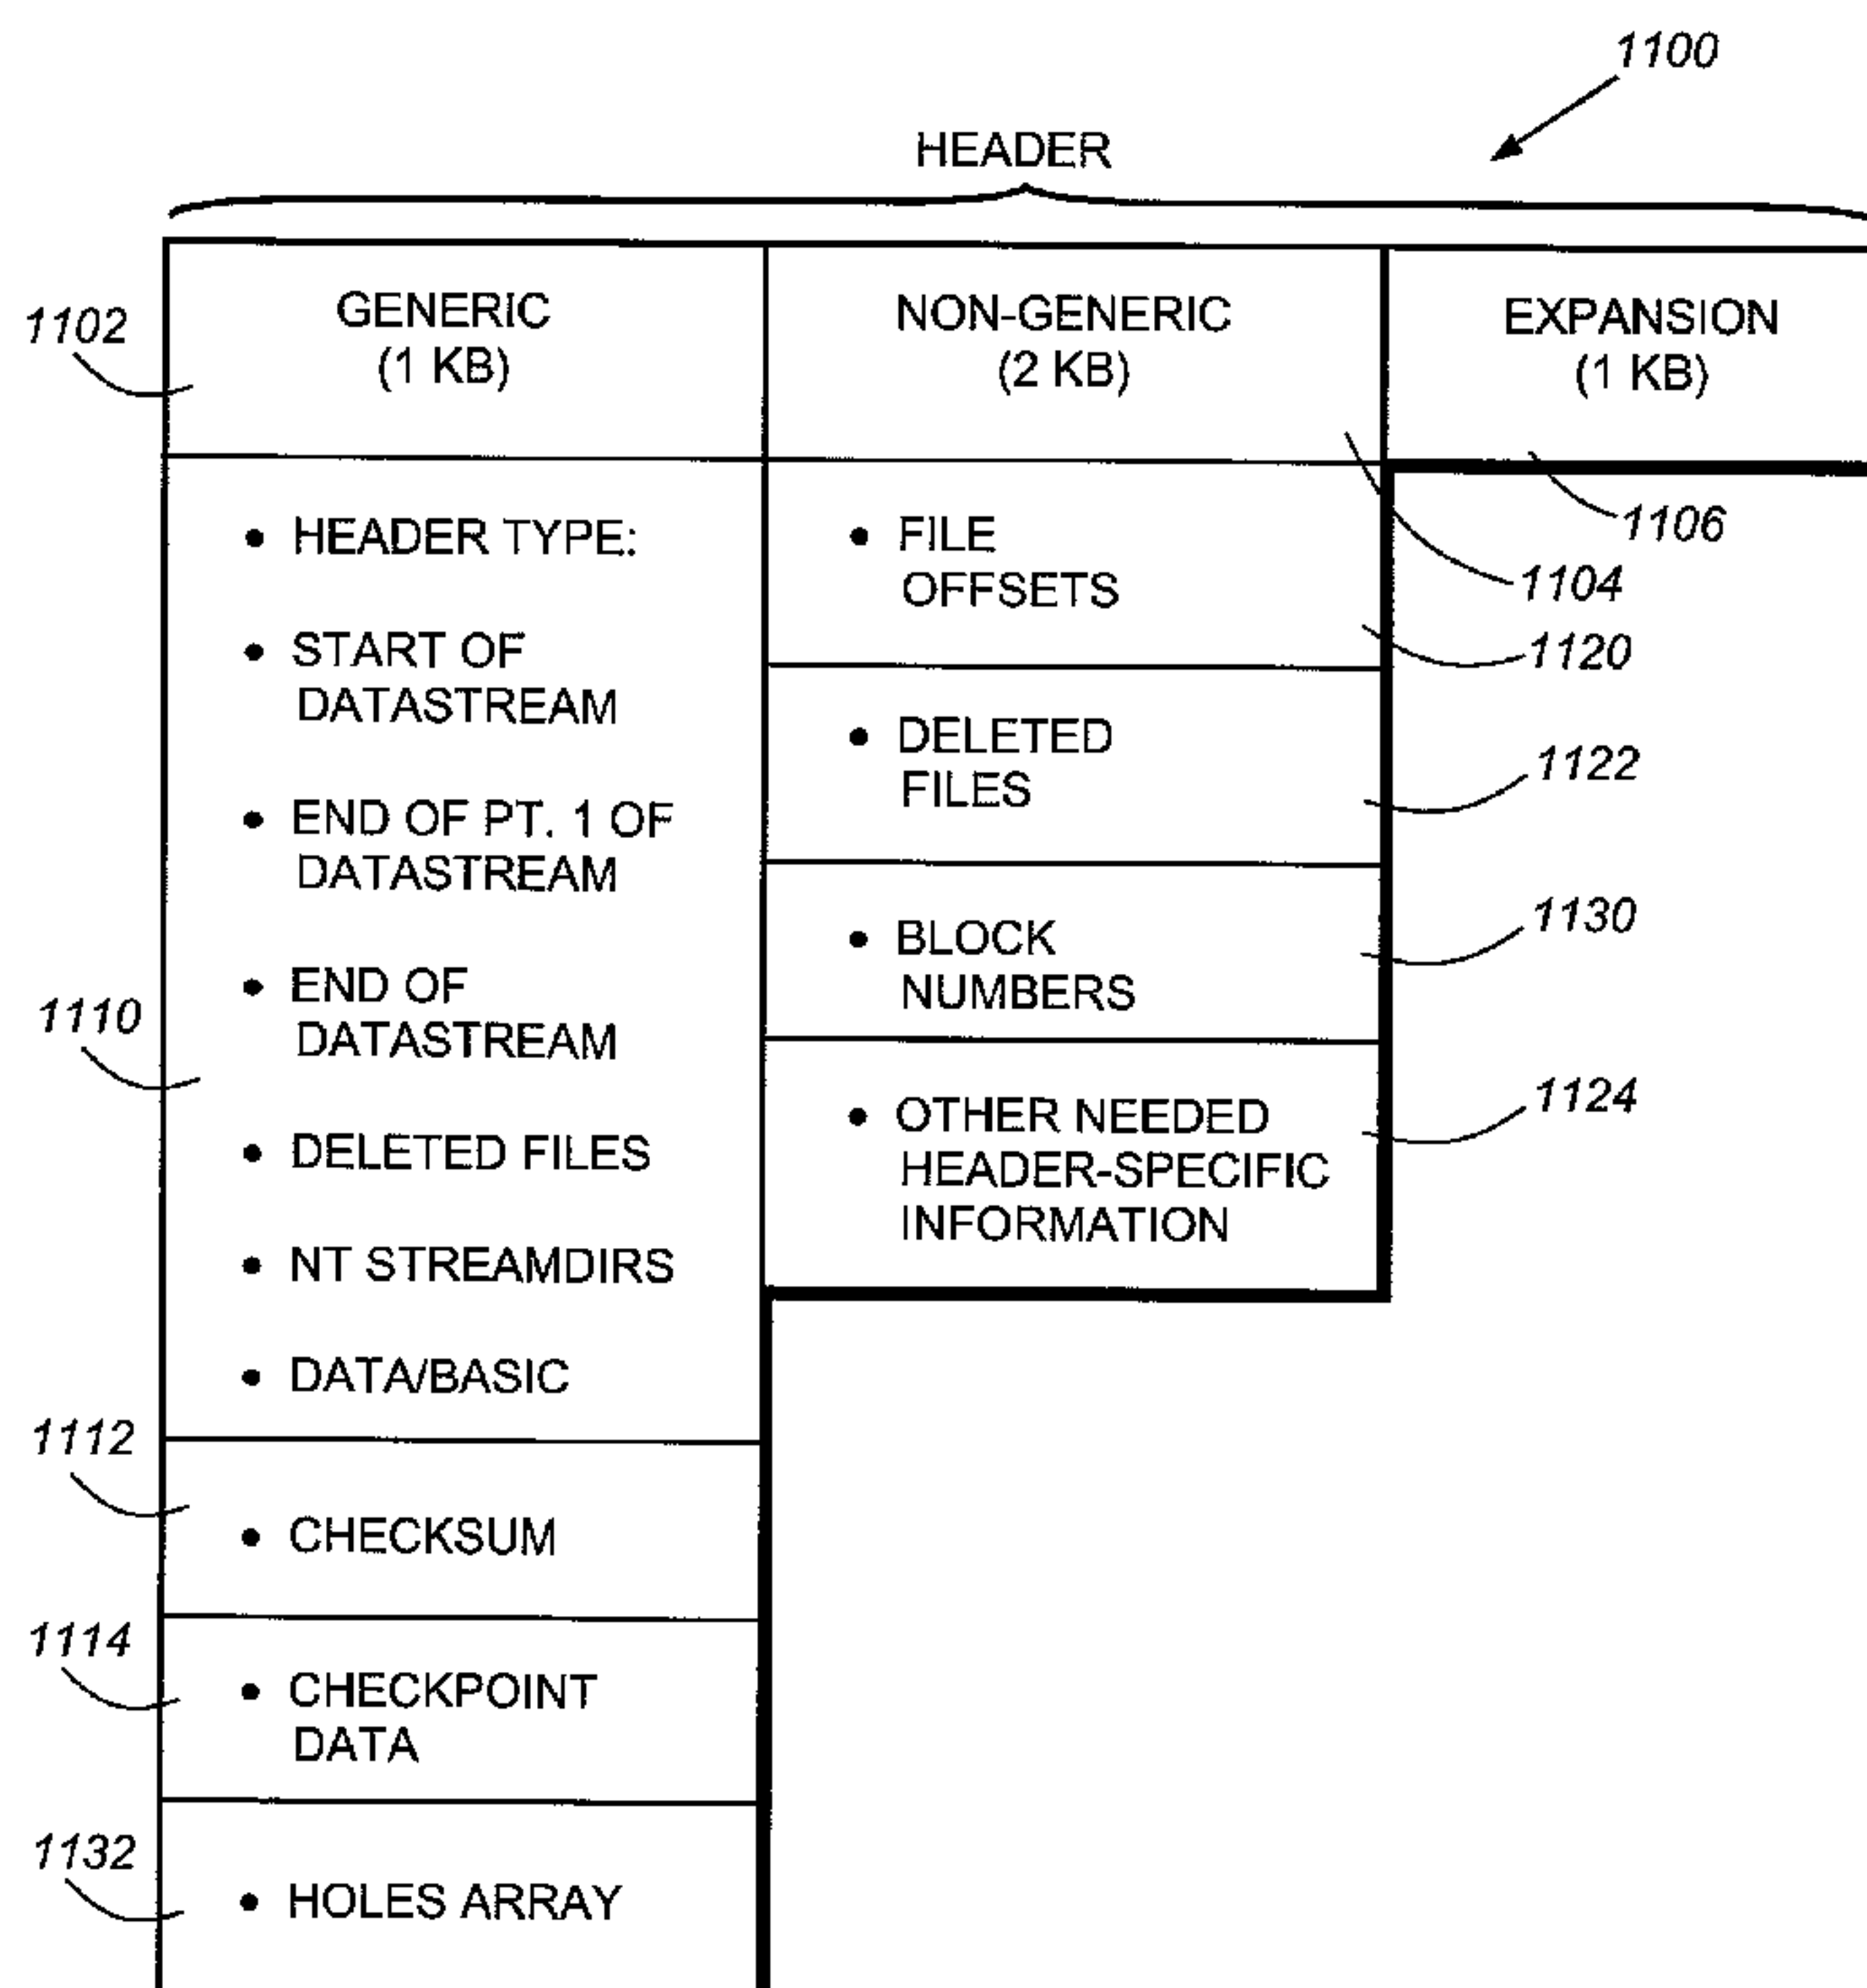 1100
HEADER
1102
GENERIC
(1 KB)
NON-GENERIC
(2 KB)
EXPANSION
(1 KB)
1106
1104
1110
• HEADER TYPE:
• START OF
DATASTREAM
• END OF PT. 1 OF
DATASTREAM
• END OF
DATASTREAM
• DELETED FILES
• NT STREAMDIRS
• DATA/BASIC
1112
• CHECKSUM
1114
• CHECKPOINT
DATA
1132
• HOLES ARRAY
• FILE
OFFSETS
1120
• DELETED
FILES
1122
• BLOCK
NUMBERS
1130
• OTHER NEEDED
HEADER-SPECIFIC
INFORMATION
1124